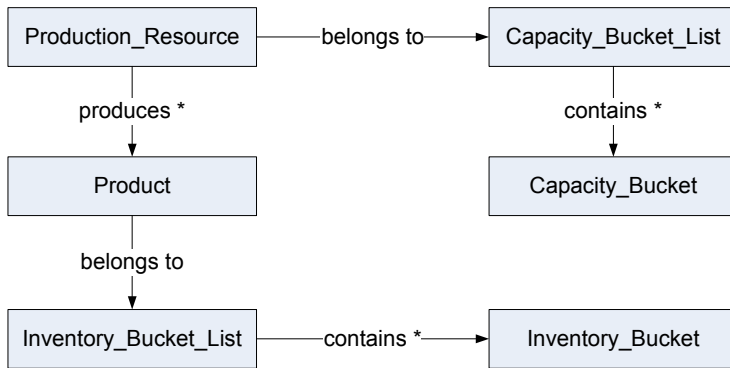 Production_Resource
belongs to
Capacity_Bucket_List
produces *
contains *
Product
Capacity_Bucket
belongs to
Inventory_Bucket_List
contains *
Inventory_Bucket